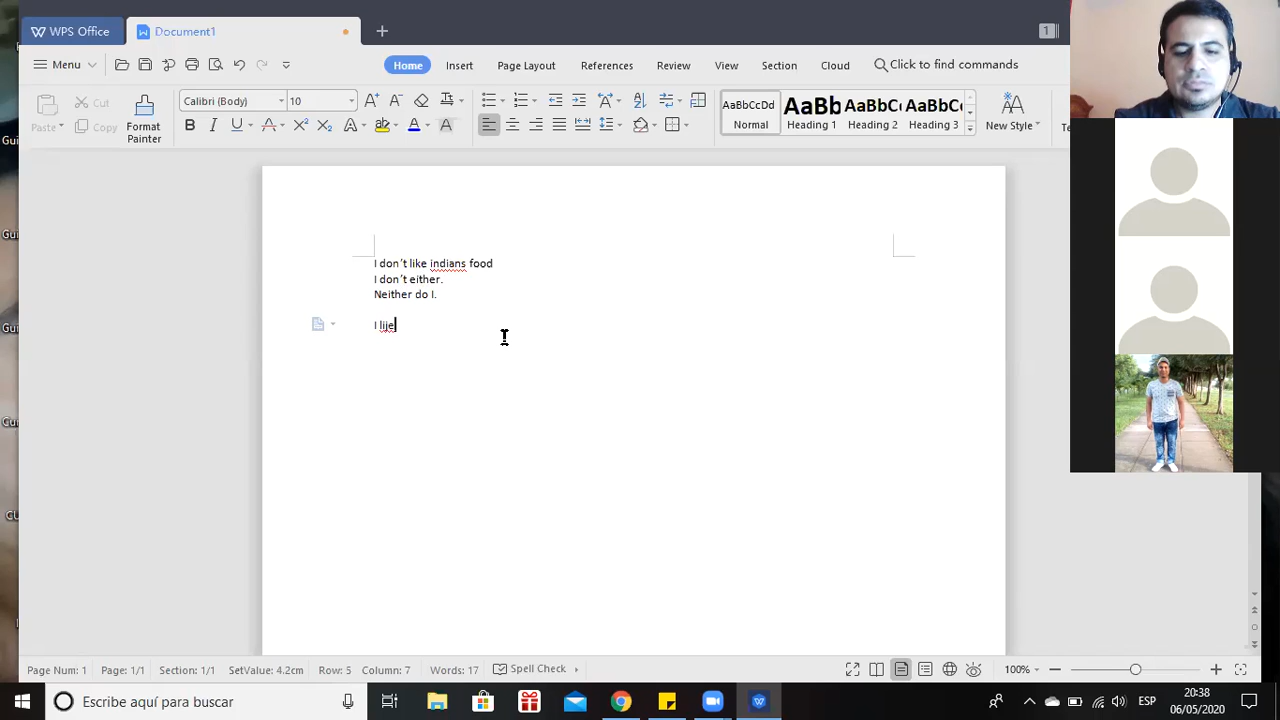 WPS Office
Document1
1
Menu
Home
Insert
Page Layout
References
Review
View
Section
Cloud
Click to find commands
Paste
Cut
Copy
Format
Painter
Calibri (Body)
10
B I U
AaBbCcDd
Normal
AaBb
Heading 1
AaBbC
Heading 2
AaBbC
Heading 3
New Style
I don't like indians food
I don't either.
Neither do I.
I lije
Page Num: 1
Page: 1/1
Section: 1/1
SetValue: 4.2cm
Row: 5
Column: 7
Words: 17
Spell Check
100%
Escribe aquí para buscar
ESP
20:38
06/05/2020